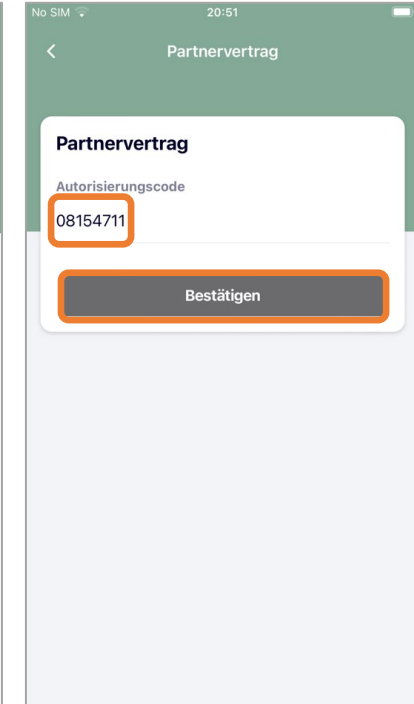 No SIM 20:51
Partnervertrag
Partnervertrag
Autorisierungscode
08154711
Bestätigen